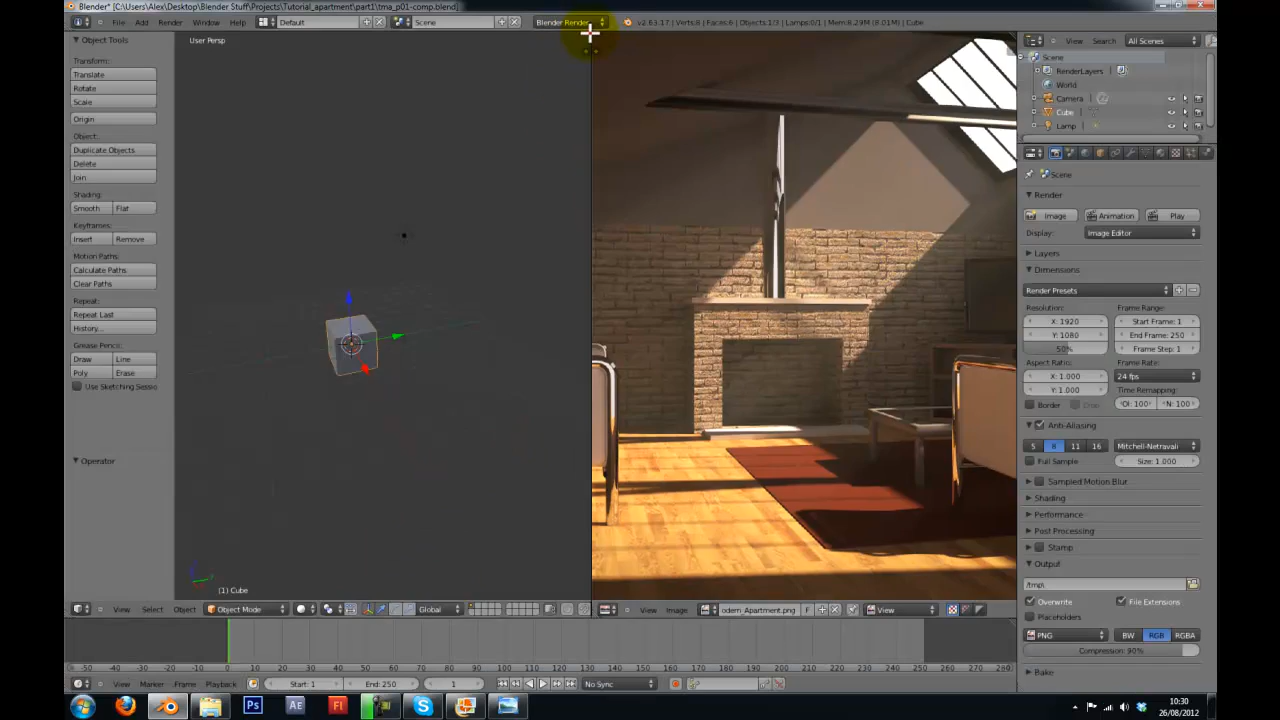 Blender* [C:\Users\Alex\Desktop\Blender Stuff\Projects\Tutorial_apartment\part1\tma_p01-comp.blend]
File Add Render Window Help Default Scene Blender Render v2.63.17 | Verts:8 | Faces:6 | Objects:1/3 | Lamps:0/1 | Mem:8.29M (8.01M) | Cube
Object Tools
Transform:
Translate
Rotate
Scale
Origin
Object:
Duplicate Objects
Delete
Join
Shading:
Smooth Flat
Keyframes:
Insert Remove
Motion Paths:
Calculate Paths
Clear Paths
Repeat:
Repeat Last
History...
Grease Pencil:
Draw Line
Poly Erase
Use Sketching Sessio
Operator
User Persp
(1) Cube
View Select Object Object Mode Global
View Image odern_Apartment.png F View
View Search All Scenes
Scene
RenderLayers
World
Camera
Cube
Lamp
Scene
Render
Image Animation Play
Display: Image Editor
Layers
Dimensions
Render Presets
Resolution: Frame Range:
X: 1920 Start Frame: 1
Y: 1080 End Frame: 250
50% Frame Step: 1
Aspect Ratio: Frame Rate:
X: 1.000 24 fps
Y: 1.000 Time Remapping:
Border Ol: 100 N: 100
Anti-Aliasing
5 8 11 16 Mitchell-Netravali
Full Sample Size: 1.000
Sampled Motion Blur
Shading
Performance
Post Processing
Stamp
Output
/tmp\
Overwrite File Extensions
Placeholders
PNG BW RGB RGBA
Compression: 90%
Bake
-50 -40 -30 -20 -10 0 10 20 30 40 50 60 70 80 90 100 110 120 130 140 150 160 170 180 190 200 210 220 230 240 250 260 270 280
View Marker Frame Playback Start: 1 End: 250 1 No Sync
Ps Ae Fl
10:30
26/08/2012